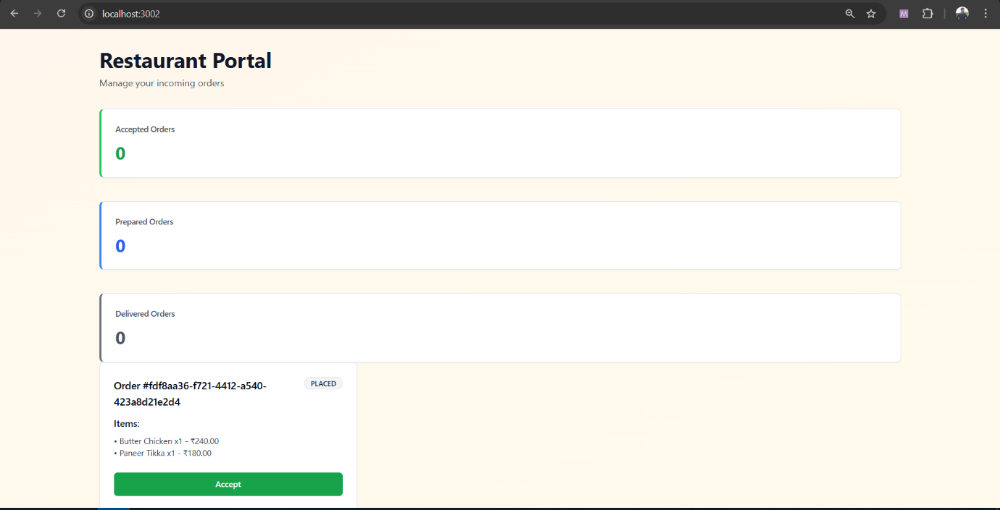 localhost:3002
M
Restaurant Portal
Manage your incoming orders
Accepted Orders
0
Prepared Orders
0
Delivered Orders
0
Order #fdf8aa36-f721-4412-a540-
423a8d21e2d4
PLACED
Items:
• Butter Chicken x1 - ₹240.00
• Paneer Tikka x1 - ₹180.00
Accept